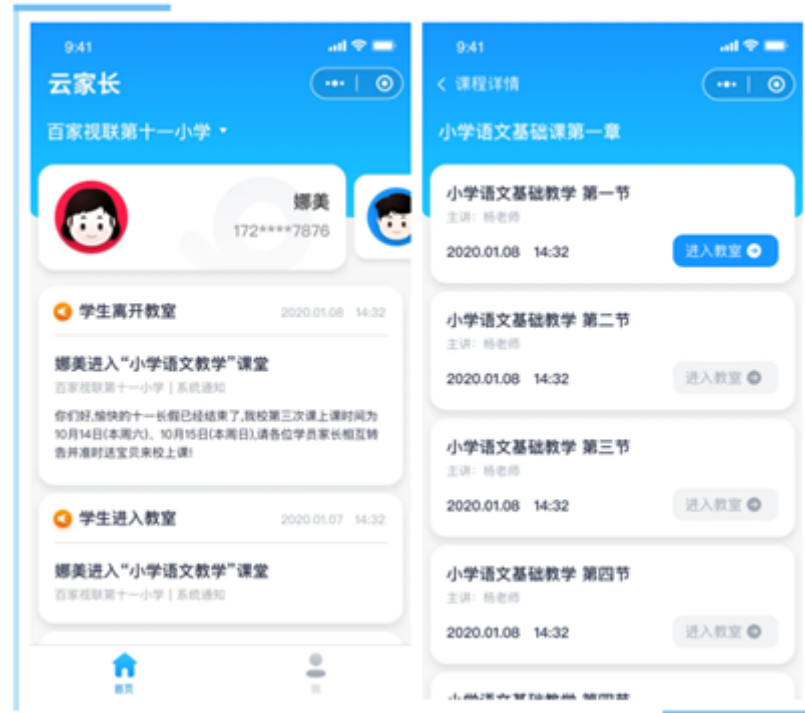 9:41
云家长
百家视联第十一小学
娜美
172****7876
学生离开教室 2020.01.08 14:32
娜美进入“小学语文教学”课堂
百家视联第十一小学 | 系统通知
你们好,愉快的十一长假已经结束了,我校第三次课上课时间为
10月14日(本周六)、10月15日(本周日),请各位学员家长相互转
告并准时送宝贝来校上课!
学生进入教室 2020.01.07 14:32
娜美进入“小学语文教学”课堂
百家视联第十一小学 | 系统通知
首页
9:41
课程详情
小学语文基础课第一章
小学语文基础教学 第一节
主讲: 杨老师
2020.01.08 14:32 进入教室
小学语文基础教学 第二节
主讲: 杨老师
2020.01.08 14:32 进入教室
小学语文基础教学 第三节
主讲: 杨老师
2020.01.08 14:32 进入教室
小学语文基础教学 第四节
主讲: 杨老师
2020.01.08 14:32 进入教室
小学语文基础教学 第四节